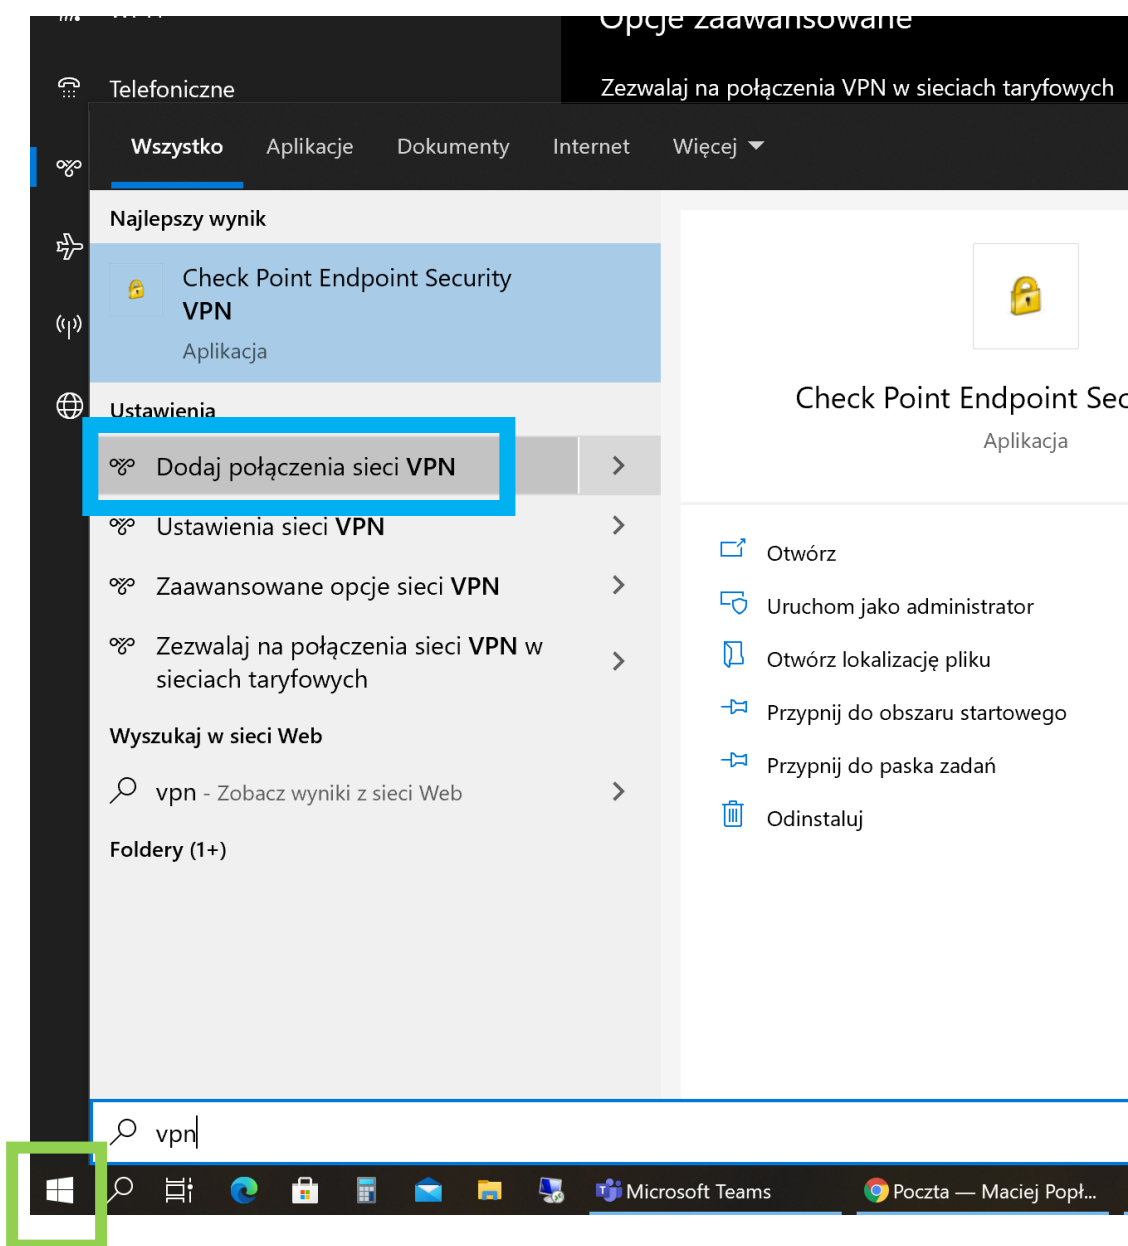 Opcje zaawansowane
Telefoniczne
Zezwalaj na połączenia VPN w sieciach taryfowych
Wszystko Aplikacje Dokumenty Internet Więcej
Najlepszy wynik
Check Point Endpoint Security
VPN
Aplikacja
Ustawienia
Dodaj połączenia sieci VPN
Ustawienia sieci VPN
Zaawansowane opcje sieci VPN
Zezwalaj na połączenia sieci VPN w
sieciach taryfowych
Wyszukaj w sieci Web
vpn - Zobacz wyniki z sieci Web
Foldery (1+)
Check Point Endpoint Sec
Aplikacja
Otwórz
Uruchom jako administrator
Otwórz lokalizację pliku
Przypnij do obszaru startowego
Przypnij do paska zadań
Odinstaluj
vpn
Microsoft Teams
Poczta — Maciej Popł...